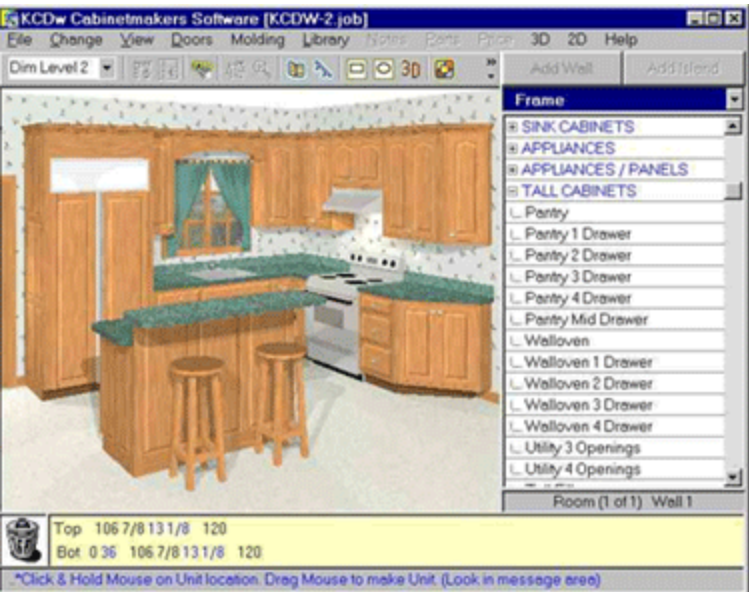 KCDw Cabinetmakers Software [KCDW-2.job]
File Change View Doors Molding Library Notes Parts Price 3D 2D Help
Dim Level 2 3D Add Wall Add Island
Frame
SINK CABINETS
APPLIANCES
APPLIANCES / PANELS
TALL CABINETS
Pantry
Pantry 1 Drawer
Pantry 2 Drawer
Pantry 3 Drawer
Pantry 4 Drawer
Pantry Mid Drawer
Walloven
Walloven 1 Drawer
Walloven 2 Drawer
Walloven 3 Drawer
Walloven 4 Drawer
Utility 3 Openings
Utility 4 Openings
Room (1 of 1) Wall 1
Top 106 7/8 13 1/8 120
Bot 0 36 106 7/8 13 1/8 120
.*Click & Hold Mouse on Unit location. Drag Mouse to make Unit. (Look in message area)